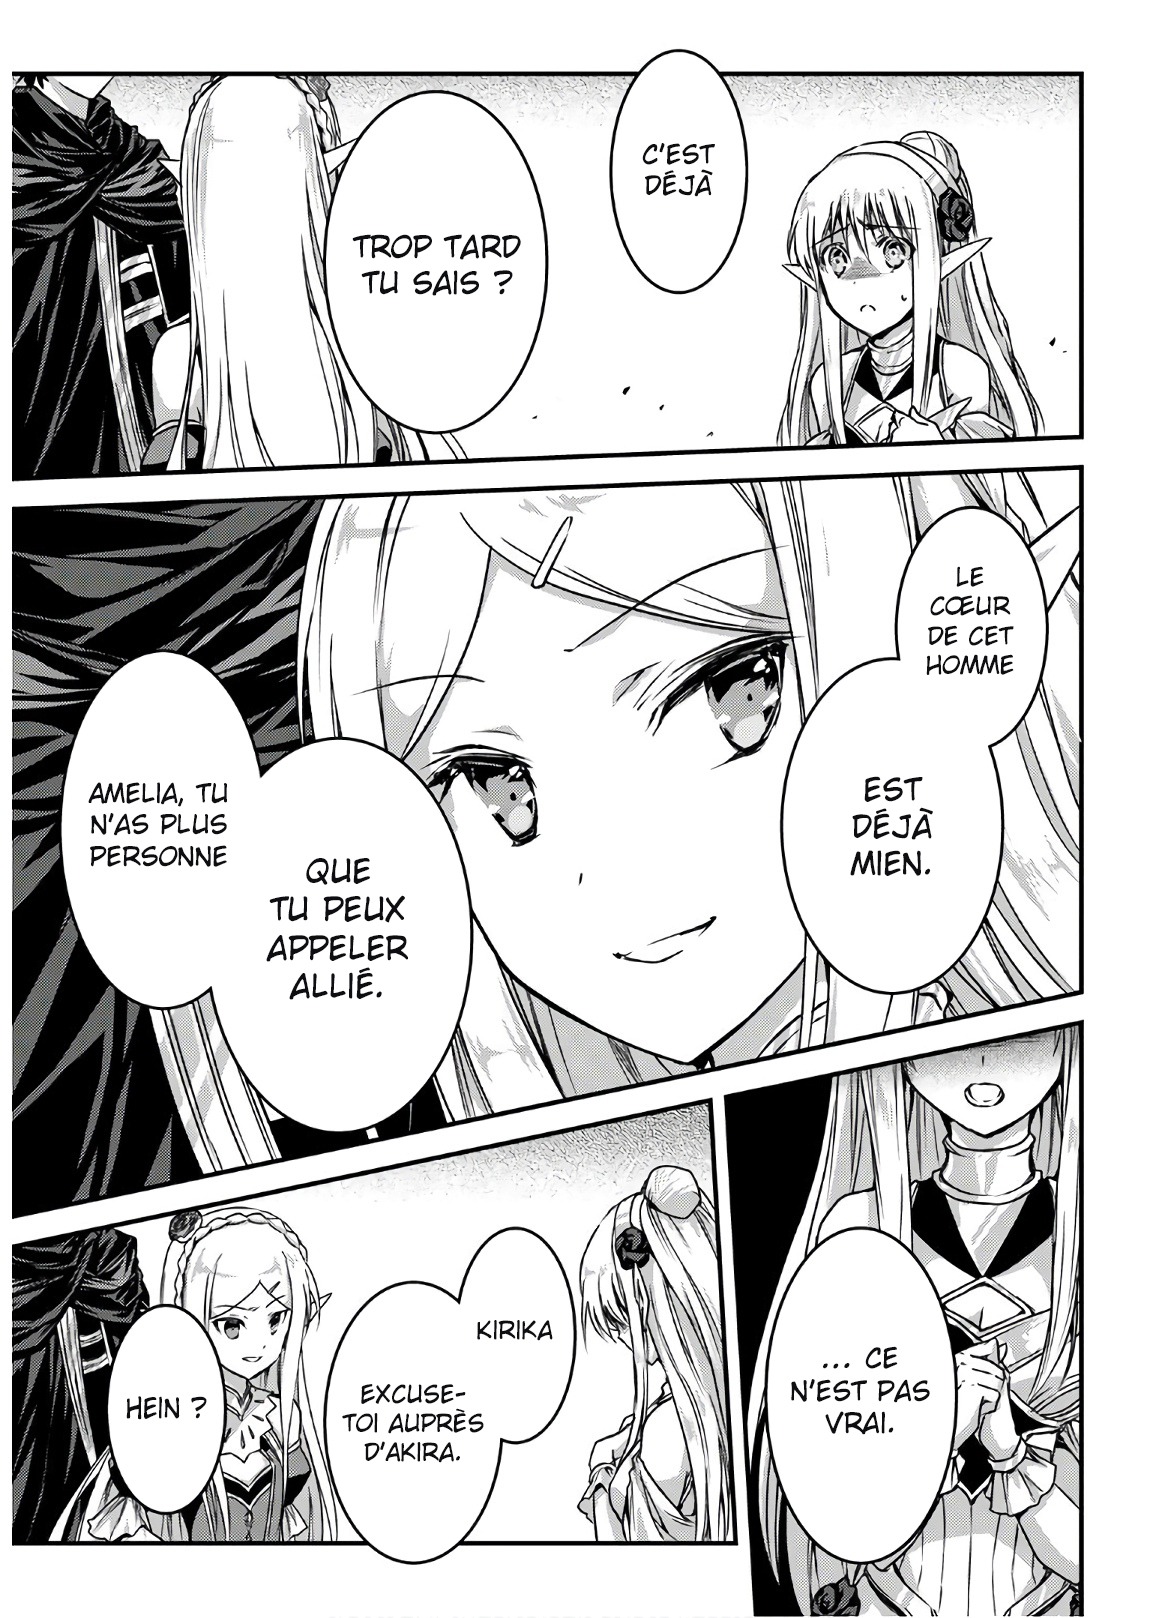 C'EST
DÉJÀ
TROP TARD
TU SAIS ?
LE
CŒUR
DE CET
HOMME
EST
DÉJÀ
MIEN.
AMELIA, TU
N'AS PLUS
PERSONNE
QUE
TU PEUX
APPELER
ALLIÉ.
... CE
N'EST PAS
VRAI.
KIRIKA
EXCUSE-
TOI AUPRÈS
D'AKIRA.
HEIN ?